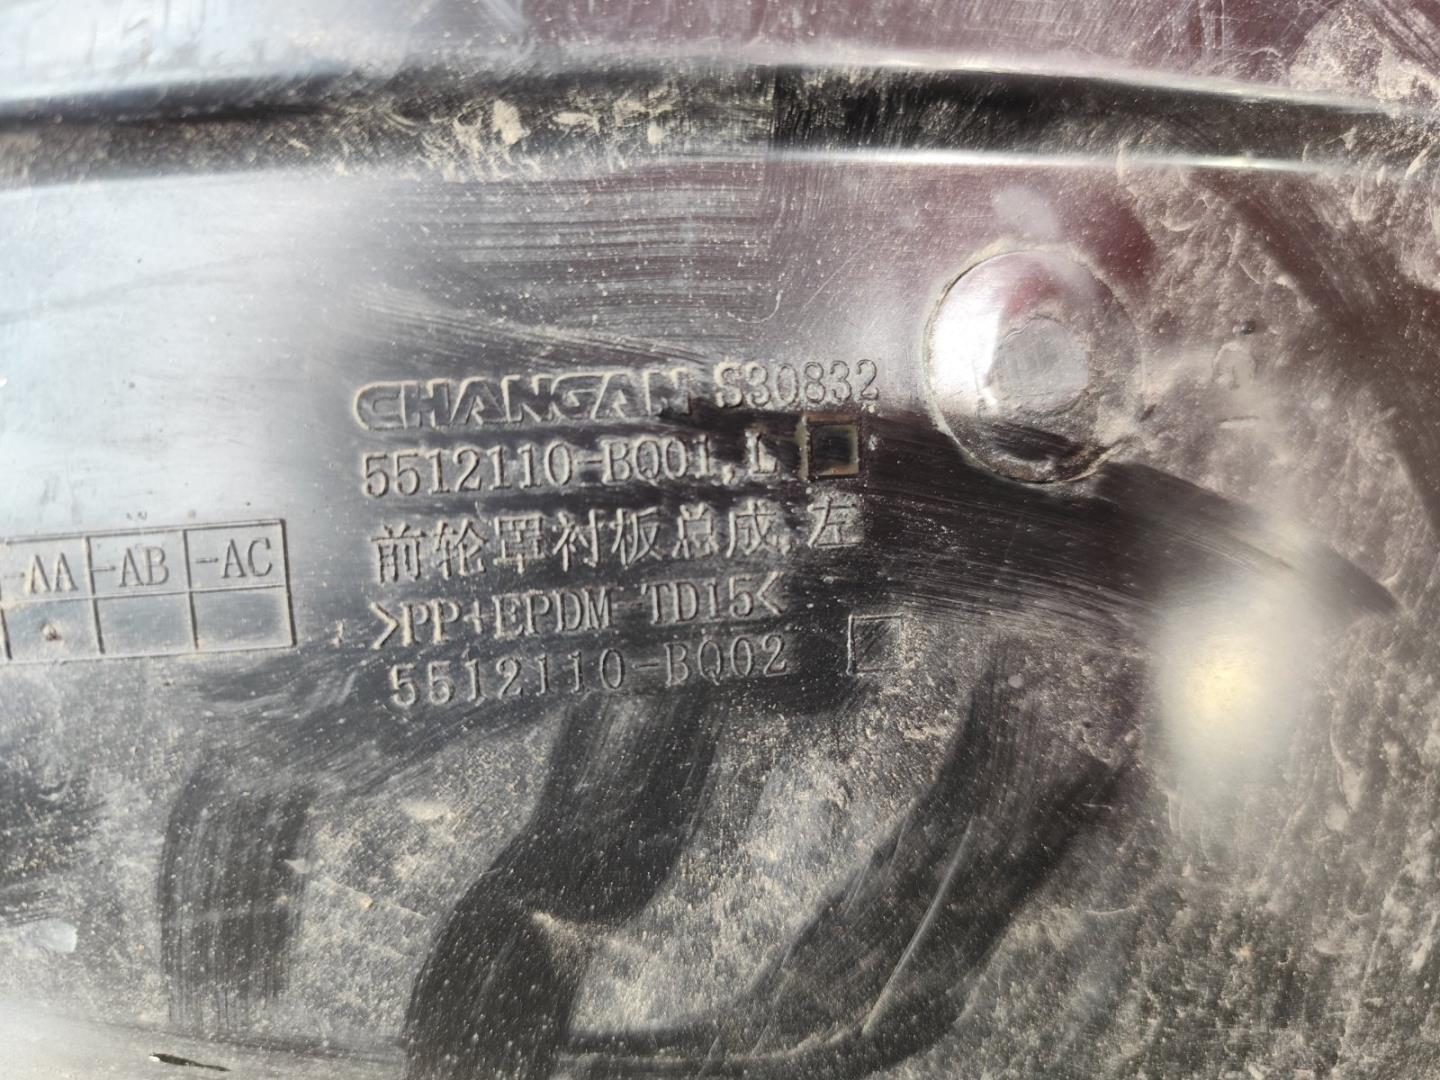 CHANGAN S30832
5512110-BQ01, L
前轮罩衬板总成,左
>PP+EPDM-TD15<
5512110-BQ02
-AA -AB -AC